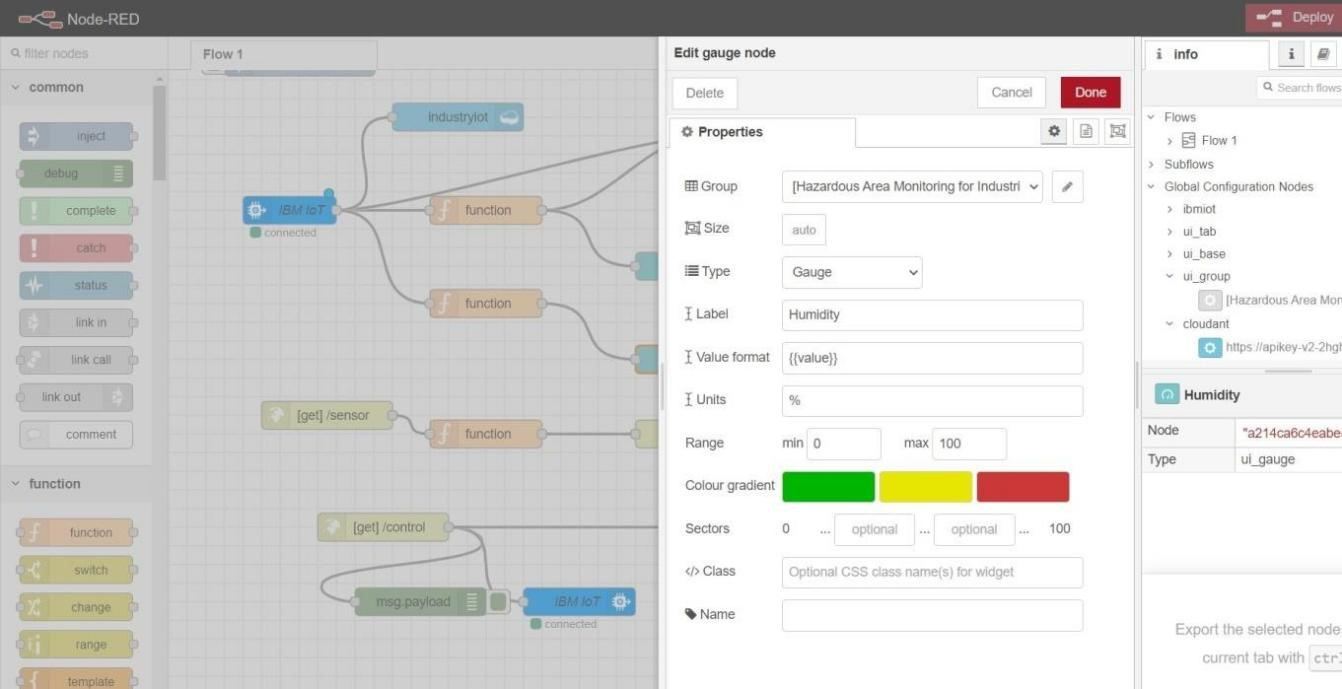 Node-RED
Deploy
filter nodes
Flow 1
common
inject
debug
complete
catch
status
link in
link call
link out
comment
function
function
switch
change
range
template
industryiot
IBM IoT
connected
function
function
[get] /sensor
function
[get] /control
msg.payload
IBM IoT
connected
Edit gauge node
Delete
Cancel
Done
Properties
Group
[Hazardous Area Monitoring for Industri
Size
auto
Type
Gauge
Label
Humidity
Value format
{{value}}
Units
%
Range
min 0
max 100
Colour gradient
Sectors
0 ... optional ... optional ... 100
</> Class
Optional CSS class name(s) for widget
Name
i info
i
Search flows
Flows
Flow 1
Subflows
Global Configuration Nodes
ibmiot
ui_tab
ui_base
ui_group
[Hazardous Area Mon
cloudant
https://apikey-v2-2hgh
Humidity
Node "a214ca6c4eabe
Type ui_gauge
Export the selected node
current tab with ctrl